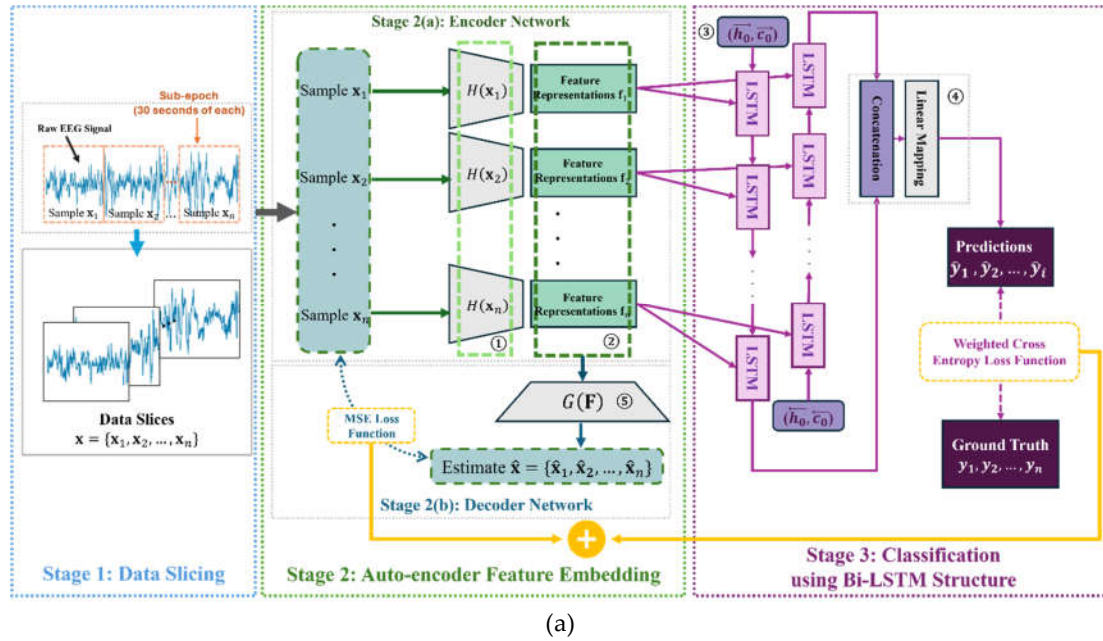 Sub-epoch
(30 seconds of each)
Raw EEG Signal
Sample x₁
Sample x₂
...
Sample xₙ
Data Slices
x = {x₁, x₂, ..., xₙ}
Stage 1: Data Slicing
Stage 2(a): Encoder Network
Sample x₁
H(x₁)
Feature
Representations f₁
Sample x₂
H(x₂)
Feature
Representations f₂
Sample xₙ
H(xₙ)
Feature
Representations fₙ
①
②
MSE Loss
Function
G(F) ⑤
Estimate x̂ = {x̂₁, x̂₂, ..., x̂ₙ}
Stage 2(b): Decoder Network
Stage 2: Auto-encoder Feature Embedding
③
(h₀, c₀)
LSTM
LSTM
LSTM
LSTM
LSTM
LSTM
(h₀, c₀)
Concatenation
Linear Mapping
④
Predictions
ŷ₁, ŷ₂, ..., ŷᵢ
Weighted Cross
Entropy Loss Function
Ground Truth
y₁, y₂, ..., yₙ
+
Stage 3: Classification
using Bi-LSTM Structure
(a)